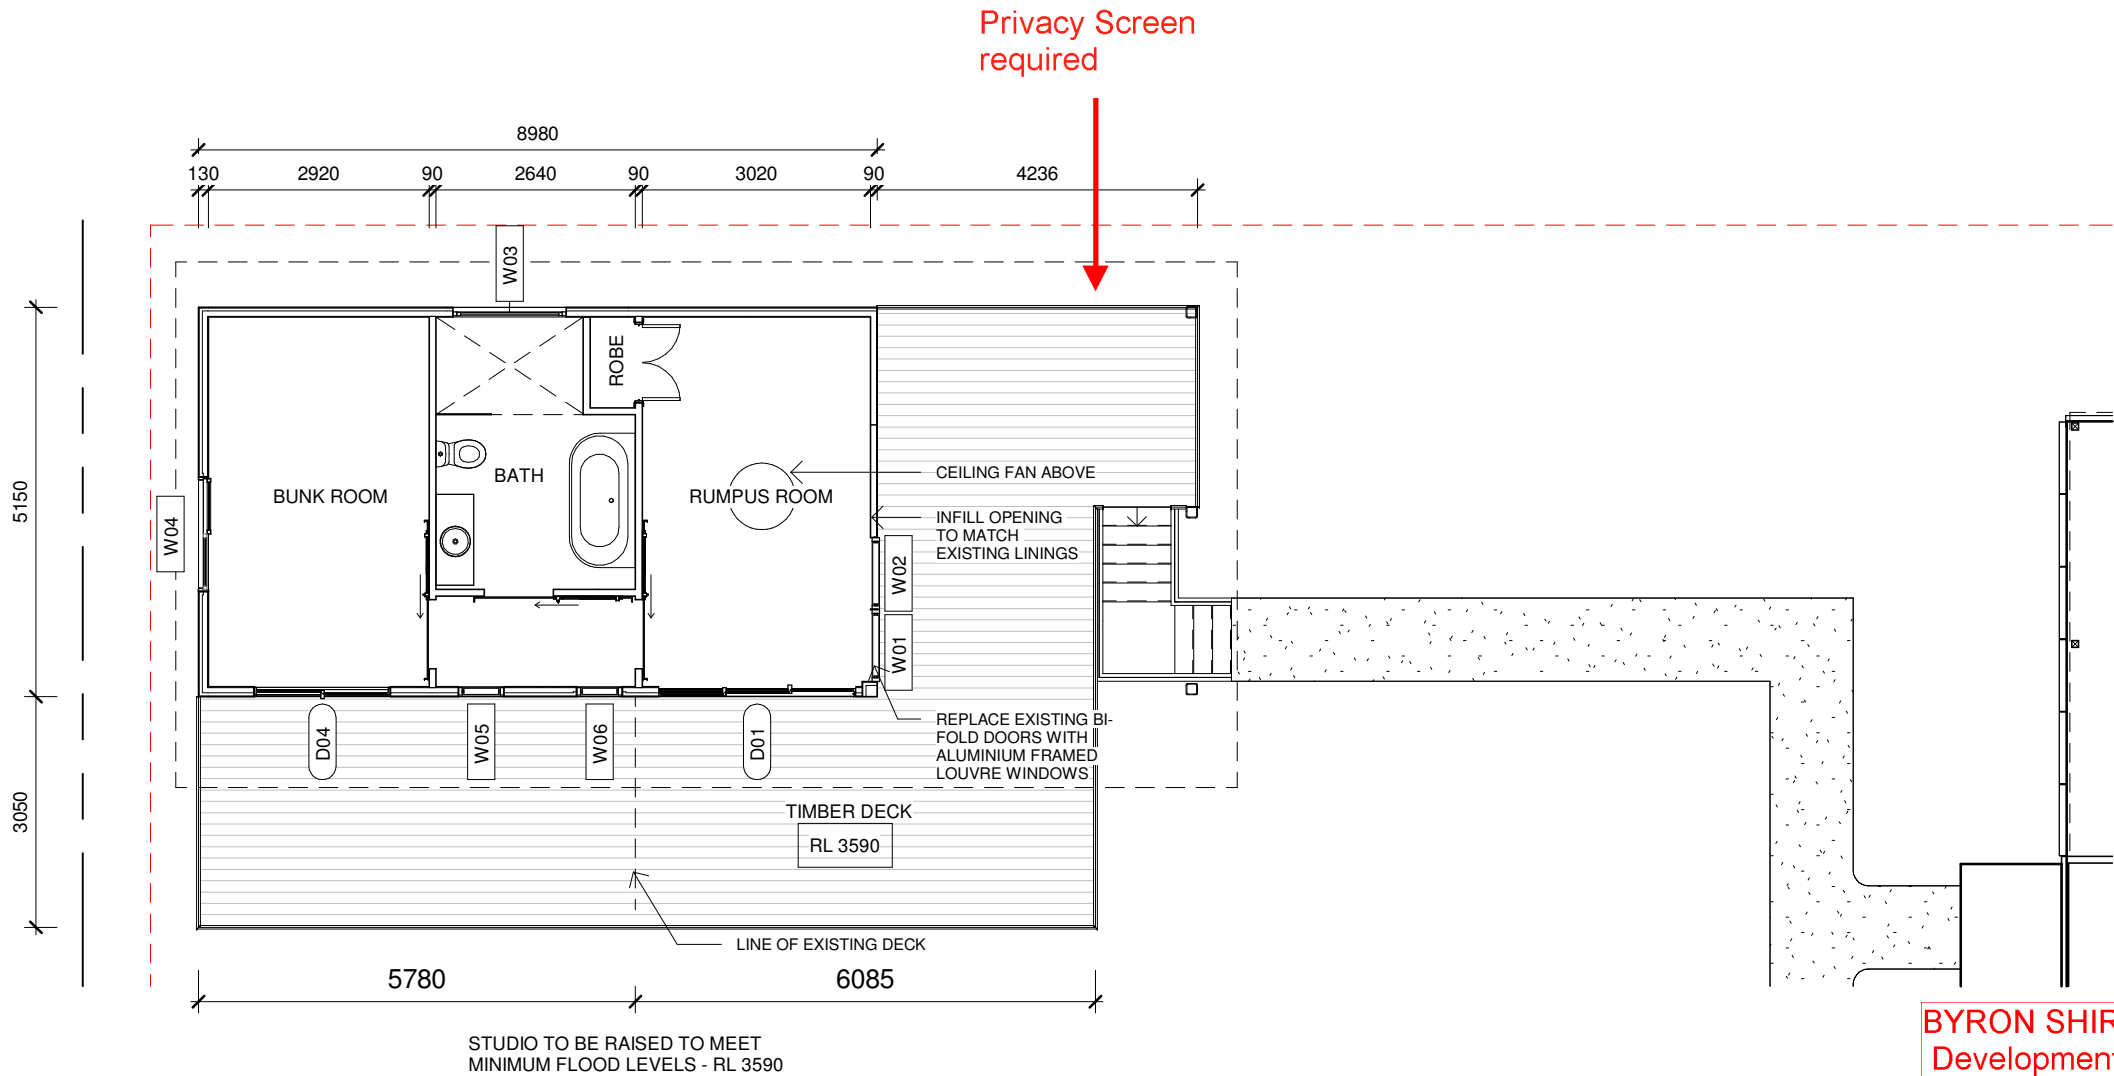 Privacy Screen
required
8980
130
2920
90
2640
90
3020
90
4236
W03
ROBE
BATH
BUNK ROOM
RUMPUS ROOM
CEILING FAN ABOVE
INFILL OPENING
TO MATCH
EXISTING LININGS
5150
W04
W02
W01
REPLACE EXISTING BI-
FOLD DOORS WITH
ALUMINIUM FRAMED
LOUVRE WINDOWS
D04
W05
W06
D01
3050
TIMBER DECK
RL 3590
LINE OF EXISTING DECK
5780
6085
STUDIO TO BE RAISED TO MEET
MINIMUM FLOOD LEVELS - RL 3590
BYRON SHIR
Development